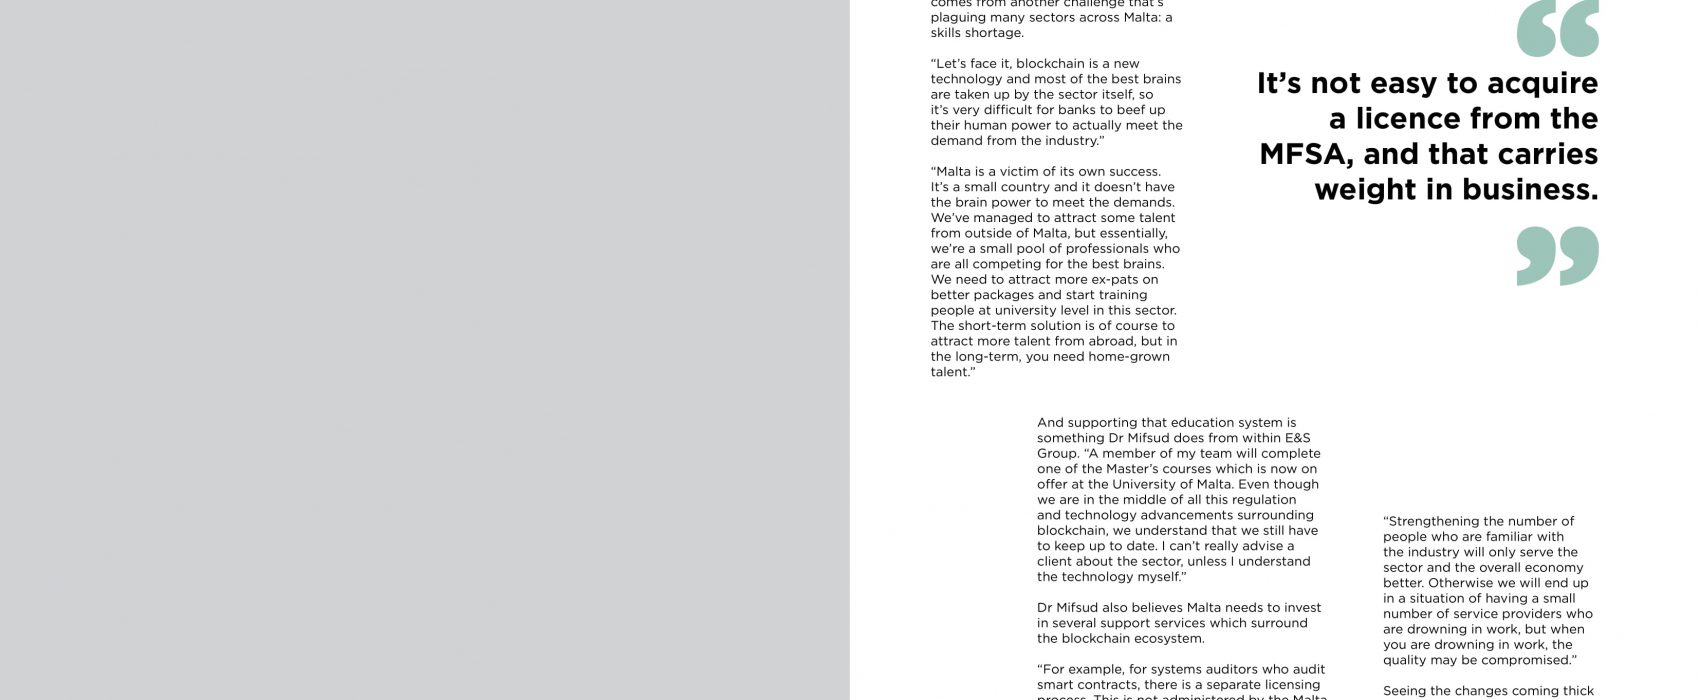 comes from another challenge that's
plaguing many sectors across Malta: a
skills shortage.
“Let’s face it, blockchain is a new
technology and most of the best brains
are taken up by the sector itself, so
it’s very difficult for banks to beef up
their human power to actually meet the
demand from the industry.”
“Malta is a victim of its own success.
It’s a small country and it doesn’t have
the brain power to meet the demands.
We’ve managed to attract some talent
from outside of Malta, but essentially,
we’re a small pool of professionals who
are all competing for the best brains.
We need to attract more ex-pats on
better packages and start training
people at university level in this sector.
The short-term solution is of course to
attract more talent from abroad, but in
the long-term, you need home-grown
talent.”
“
It’s not easy to acquire
a licence from the
MFSA, and that carries
weight in business.
”
And supporting that education system is
something Dr Mifsud does from within E&S
Group. “A member of my team will complete
one of the Master’s courses which is now on
offer at the University of Malta. Even though
we are in the middle of all this regulation
and technology advancements surrounding
blockchain, we understand that we still have
to keep up to date. I can’t really advise a
client about the sector, unless I understand
the technology myself.”
Dr Mifsud also believes Malta needs to invest
in several support services which surround
the blockchain ecosystem.
“For example, for systems auditors who audit
smart contracts, there is a separate licensing
process. This is not administered by the Malta
“Strengthening the number of
people who are familiar with
the industry will only serve the
sector and the overall economy
better. Otherwise we will end up
in a situation of having a small
number of service providers who
are drowning in work, but when
you are drowning in work, the
quality may be compromised.”
Seeing the changes coming thick